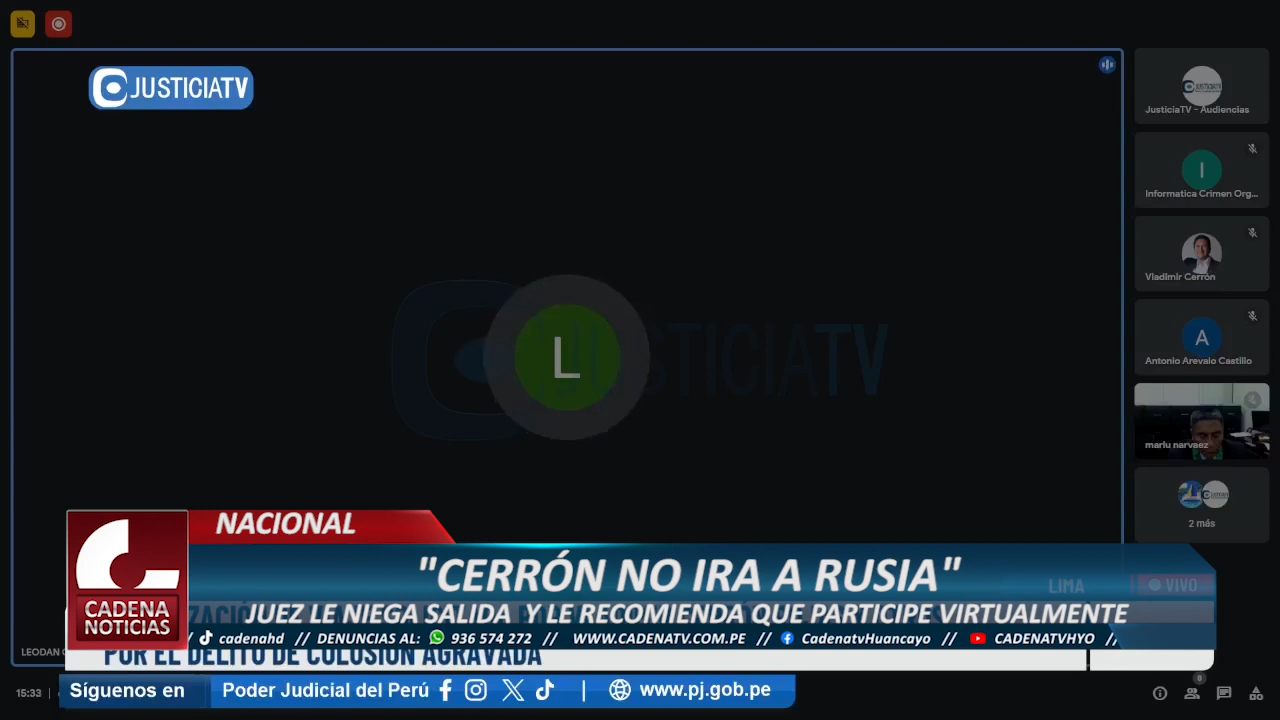 JUSTICIATV
JusticiaTV - Audiencias
I
Informatica Crimen Org...
Vladimir Cerrón
A
Antonio Arevalo Castillo
marlu narvaez
2 más
L
JUSTICIATV
NACIONAL
"CERRÓN NO IRA A RUSIA"
LIMA
VIVO
JUEZ LE NIEGA SALIDA Y LE RECOMIENDA QUE PARTICIPE VIRTUALMENTE
CADENA
NOTICIAS
/ cadenahd // DENUNCIAS AL: 936 574 272 // WWW.CADENATV.COM.PE // CadenatvHuancayo // CADENATVHYO //
LEODAN
POR EL DELITO DE COLUSIÓN AGRAVADA
15:33
Síguenos en
Poder Judicial del Perú | www.pj.gob.pe
8